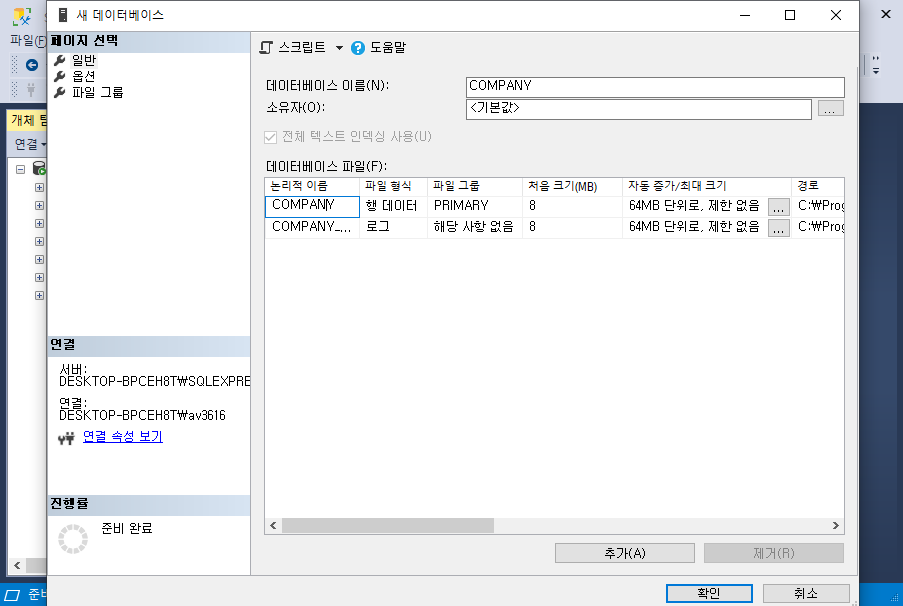 새 데이터베이스
파일(F)
페이지 선택
일반
옵션
파일 그룹
스크립트
도움말
데이터베이스 이름(N):
COMPANY
소유자(O):
<기본값>
...
전체 텍스트 인덱싱 사용(U)
데이터베이스 파일(F):
논리적 이름 파일 형식 파일 그룹 처음 크기(MB) 자동 증가/최대 크기 경로
COMPANY 행 데이터 PRIMARY 8 64MB 단위로, 제한 없음 ... C:₩Prog
COMPANY_... 로그 해당 사항 없음 8 64MB 단위로, 제한 없음 ... C:₩Prog
개체 탐
연결
연결
서버:
DESKTOP-BPCEH8T₩SQLEXPRE
연결:
DESKTOP-BPCEH8T₩av3616
연결 속성 보기
진행률
준비 완료
추가(A)
제거(R)
확인
취소
준비